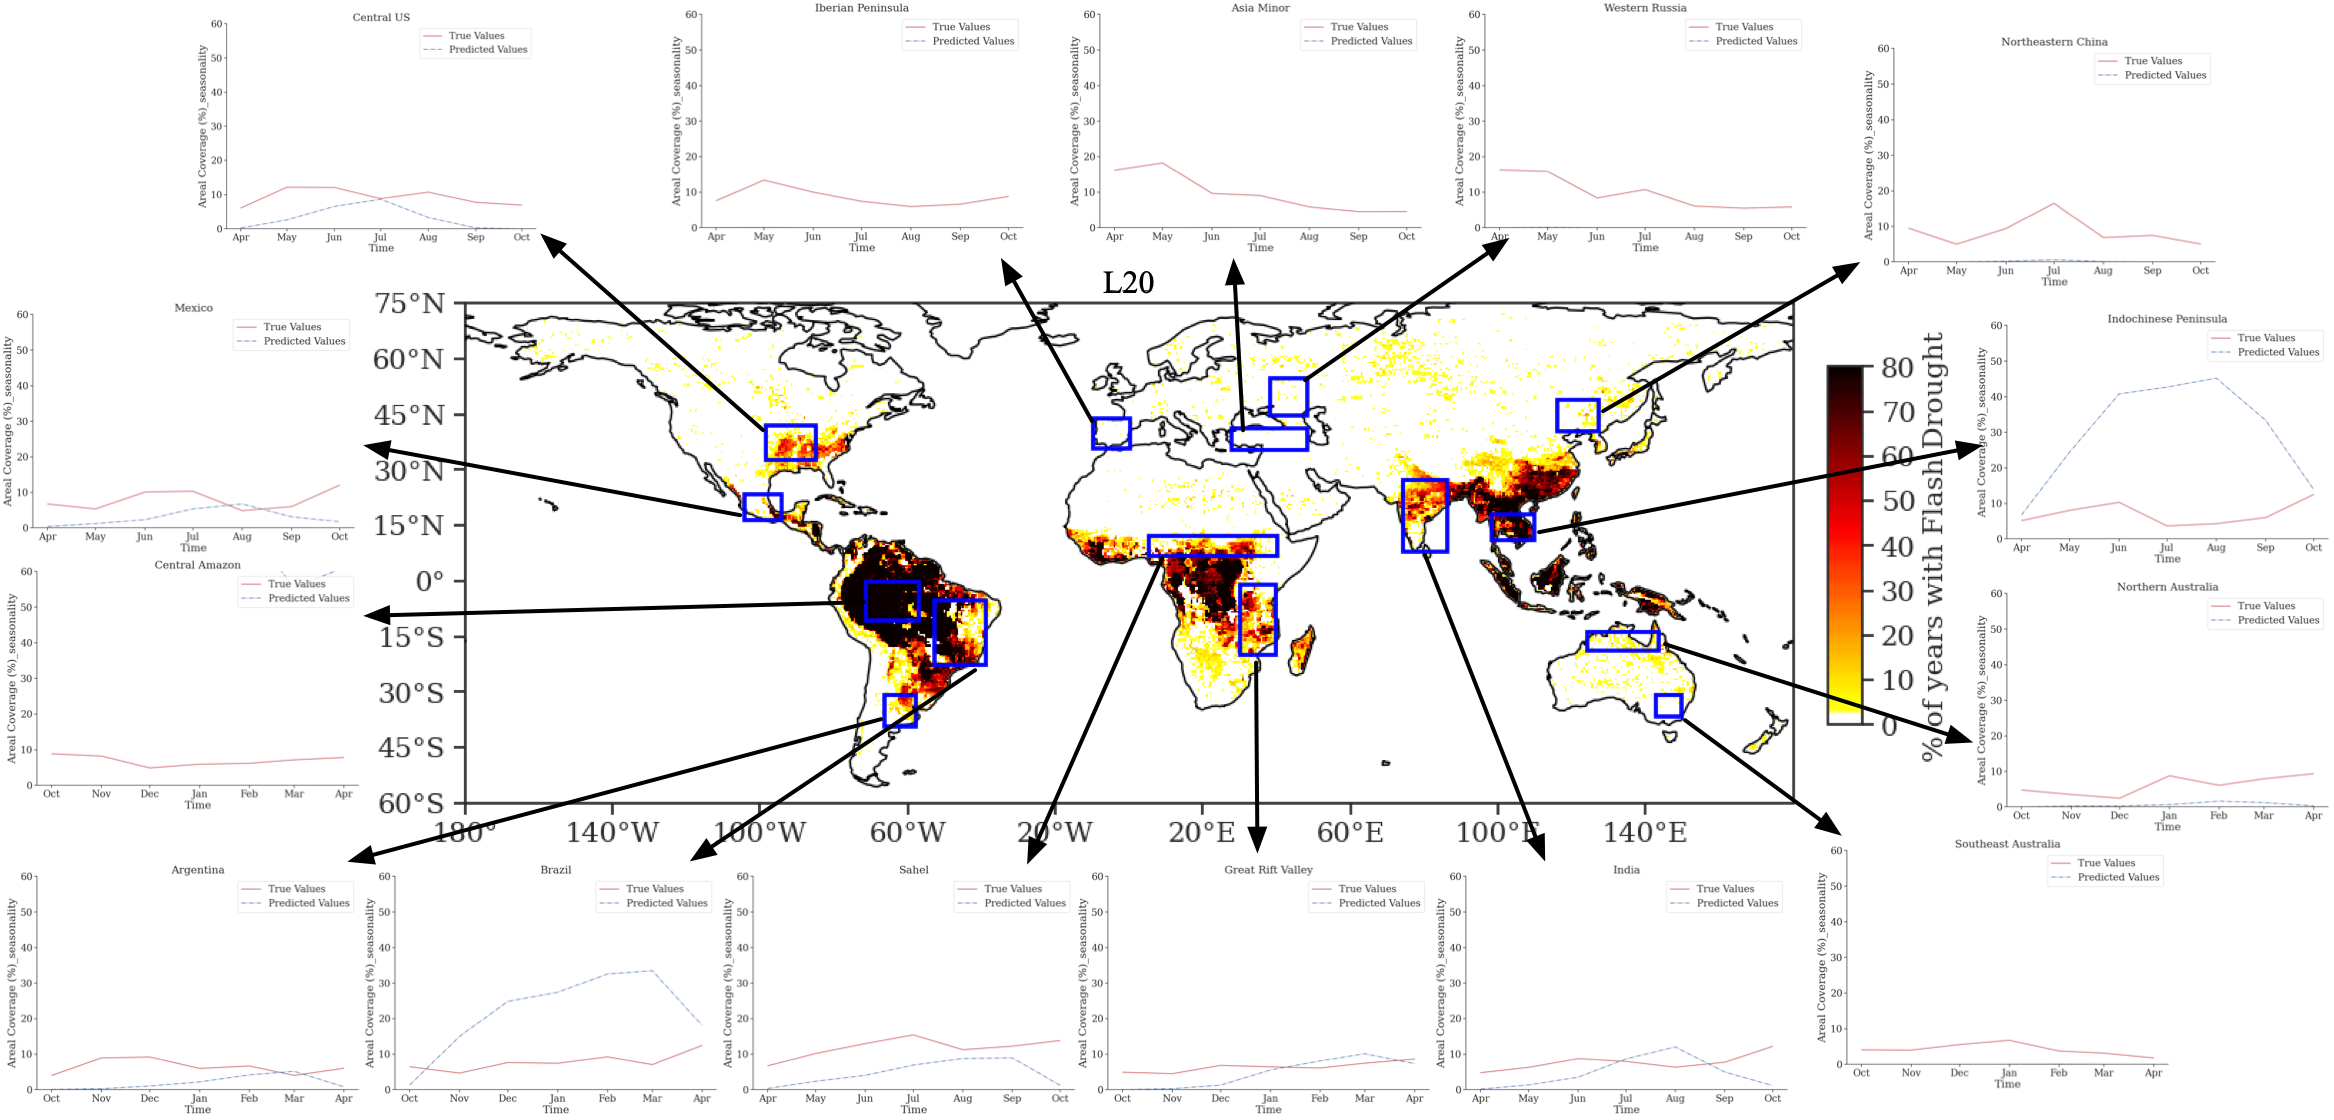 Central US
True Values
Predicted Values
Areal Coverage (%)_seasonality
60
50
40
30
20
10
0
Apr May Jun Jul Aug Sep Oct
Time
Iberian Peninsula
True Values
Predicted Values
Areal Coverage (%)_seasonality
60
50
40
30
20
10
0
Apr May Jun Jul Aug Sep Oct
Time
Asia Minor
True Values
Predicted Values
Areal Coverage (%)_seasonality
60
50
40
30
20
10
0
Apr May Jun Jul Aug Sep Oct
Time
Western Russia
True Values
Predicted Values
Areal Coverage (%)_seasonality
60
50
40
30
20
10
0
Apr May Jun Jul Aug Sep Oct
Time
Northeastern China
True Values
Predicted Values
Areal Coverage (%)_seasonality
60
50
40
30
20
10
0
Apr May Jun Jul Aug Sep Oct
Time
Mexico
True Values
Predicted Values
Areal Coverage (%)_seasonality
60
50
40
30
20
10
0
Apr May Jun Jul Aug Sep Oct
Time
L20
75°N
60°N
45°N
30°N
15°N
0°
15°S
30°S
45°S
60°S
180° 140°W 100°W 60°W 20°W 20°E 60°E 100°E 140°E
80
70
60
50
40
30
20
10
0
% of years with Flash Drought
Indochinese Peninsula
True Values
Predicted Values
Areal Coverage (%)_seasonality
60
50
40
30
20
10
0
Apr May Jun Jul Aug Sep Oct
Time
Central Amazon
True Values
Predicted Values
Areal Coverage (%)_seasonality
60
50
40
30
20
10
0
Oct Nov Dec Jan Feb Mar Apr
Time
Northern Australia
True Values
Predicted Values
Areal Coverage (%)_seasonality
60
50
40
30
20
10
0
Oct Nov Dec Jan Feb Mar Apr
Time
Argentina
True Values
Predicted Values
Areal Coverage (%)_seasonality
60
50
40
30
20
10
0
Oct Nov Dec Jan Feb Mar Apr
Time
Brazil
True Values
Predicted Values
Areal Coverage (%)_seasonality
60
50
40
30
20
10
0
Oct Nov Dec Jan Feb Mar Apr
Time
Sahel
True Values
Predicted Values
Areal Coverage (%)_seasonality
60
50
40
30
20
10
0
Apr May Jun Jul Aug Sep Oct
Time
Great Rift Valley
True Values
Predicted Values
Areal Coverage (%)_seasonality
60
50
40
30
20
10
0
Oct Nov Dec Jan Feb Mar Apr
Time
India
True Values
Predicted Values
Areal Coverage (%)_seasonality
60
50
40
30
20
10
0
Apr May Jun Jul Aug Sep Oct
Time
Southeast Australia
True Values
Predicted Values
Areal Coverage (%)_seasonality
60
50
40
30
20
10
0
Oct Nov Dec Jan Feb Mar Apr
Time